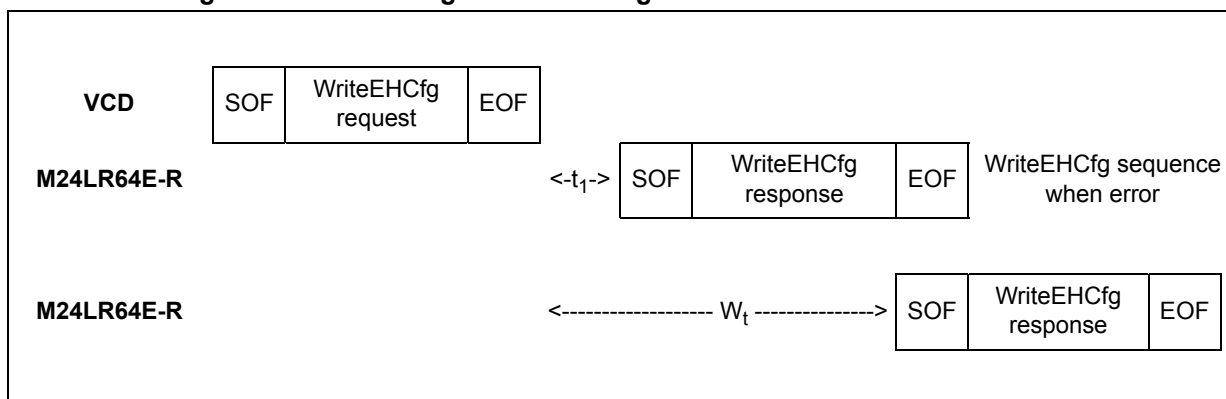 VCD SOF WriteEHCfg request EOF
M24LR64E-R <-t1-> SOF WriteEHCfg response EOF WriteEHCfg sequence when error
M24LR64E-R <------------------- Wt ---------------> SOF WriteEHCfg response EOF